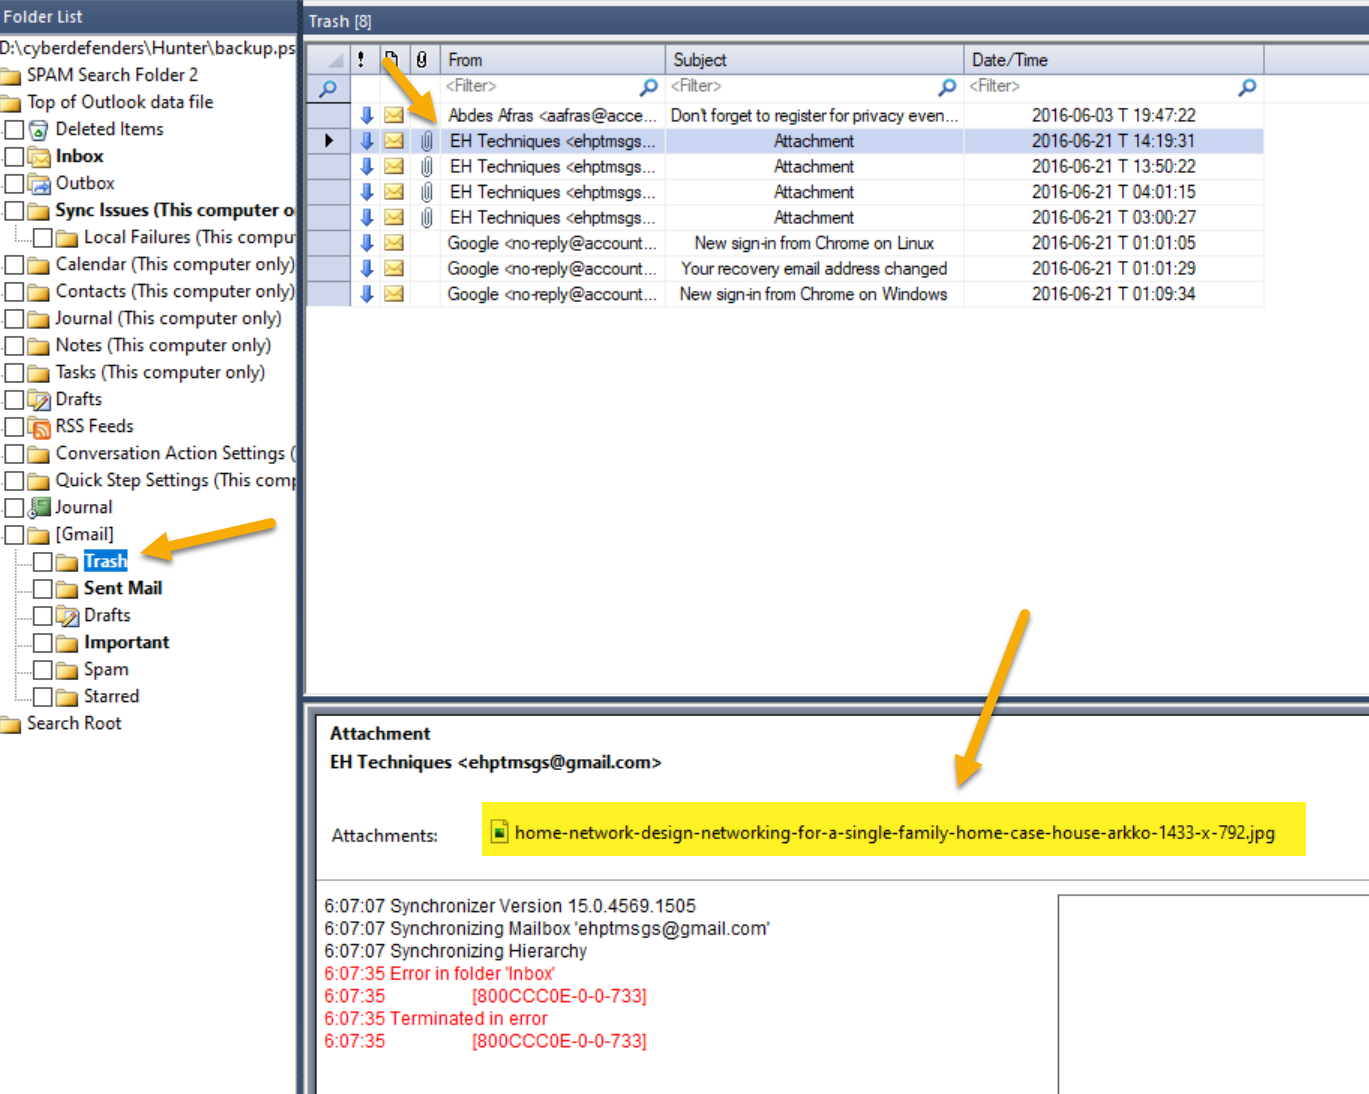 Folder List
D:\cyberdefenders\Hunter\backup.ps
SPAM Search Folder 2
Top of Outlook data file
Deleted Items
Inbox
Outbox
Sync Issues (This computer o
Local Failures (This compu
Calendar (This computer only)
Contacts (This computer only)
Journal (This computer only)
Notes (This computer only)
Tasks (This computer only)
Drafts
RSS Feeds
Conversation Action Settings (
Quick Step Settings (This comp
Journal
[Gmail]
Trash
Sent Mail
Drafts
Important
Spam
Starred
Search Root
Trash [8]
! From Subject Date/Time
<Filter> <Filter> <Filter>
Abdes Afras <aafras@acce... Don't forget to register for privacy even... 2016-06-03 T 19:47:22
EH Techniques <ehptmsgs... Attachment 2016-06-21 T 14:19:31
EH Techniques <ehptmsgs... Attachment 2016-06-21 T 13:50:22
EH Techniques <ehptmsgs... Attachment 2016-06-21 T 04:01:15
EH Techniques <ehptmsgs... Attachment 2016-06-21 T 03:00:27
Google <no-reply@account... New sign-in from Chrome on Linux 2016-06-21 T 01:01:05
Google <no-reply@account... Your recovery email address changed 2016-06-21 T 01:01:29
Google <no-reply@account... New sign-in from Chrome on Windows 2016-06-21 T 01:09:34
Attachment
EH Techniques <ehptmsgs@gmail.com>
Attachments: home-network-design-networking-for-a-single-family-home-case-house-arkko-1433-x-792.jpg
6:07:07 Synchronizer Version 15.0.4569.1505
6:07:07 Synchronizing Mailbox 'ehptmsgs@gmail.com'
6:07:07 Synchronizing Hierarchy
6:07:35 Error in folder 'Inbox'
6:07:35 [800CCC0E-0-0-733]
6:07:35 Terminated in error
6:07:35 [800CCC0E-0-0-733]